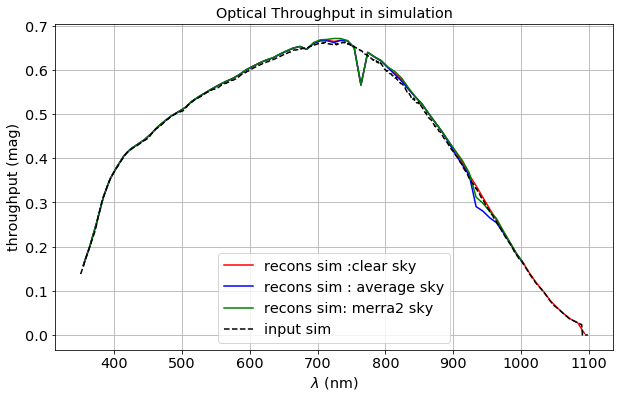 Optical Throughput in simulation
throughput (mag)
0.7
0.6
0.5
0.4
0.3
0.2
0.1
0.0
recons sim :clear sky
recons sim : average sky
recons sim: merra2 sky
input sim
400 500 600 700 800 900 1000 1100
λ (nm)